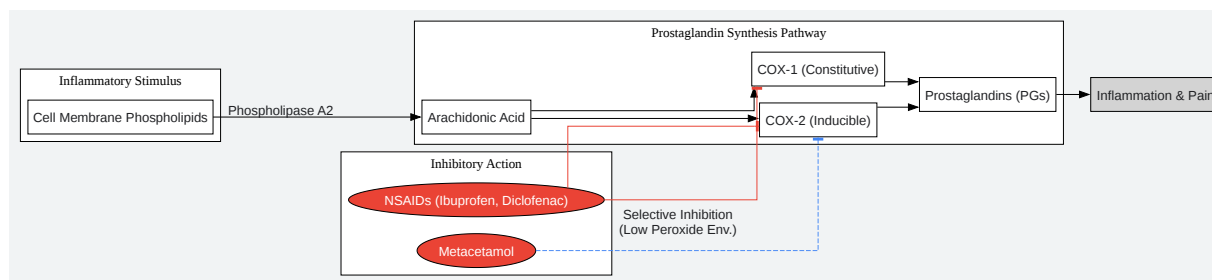 Prostaglandin Synthesis Pathway
Inflammatory Stimulus
COX-1 (Constitutive)
Cell Membrane Phospholipids
Phospholipase A2
Arachidonic Acid
COX-2 (Inducible)
Prostaglandins (PGs)
Inflammation & Pain
Inhibitory Action
NSAIDs (Ibuprofen, Diclofenac)
Selective Inhibition
(Low Peroxide Env.)
Metacetamol